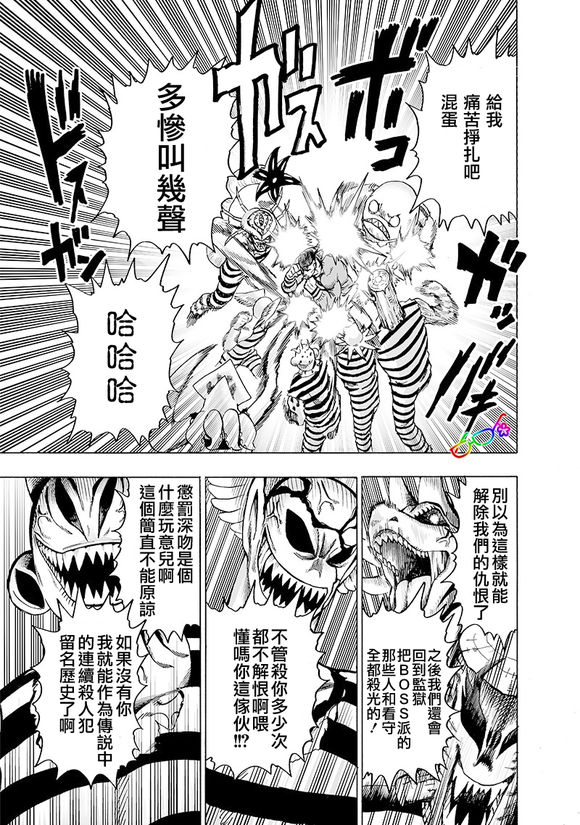 給我
痛苦掙扎吧
混蛋
ボコ
ガス
多慘叫幾聲
ドスッ
ガンッ
ガンッ
哈哈哈
別以為這樣就能
解除我們的仇恨了
之後我們還會
回到監獄
把BOSS派的
那些人和看守
全都殺光的!
不管殺你多少次
都不解恨啊喂
懂嗎你這傢伙!!?
懲罰深吻是個
什麼玩意兒啊
這個簡直不能原諒
如果沒有你
我就能作為傳說中
的連續殺人犯
留名歷史了啊